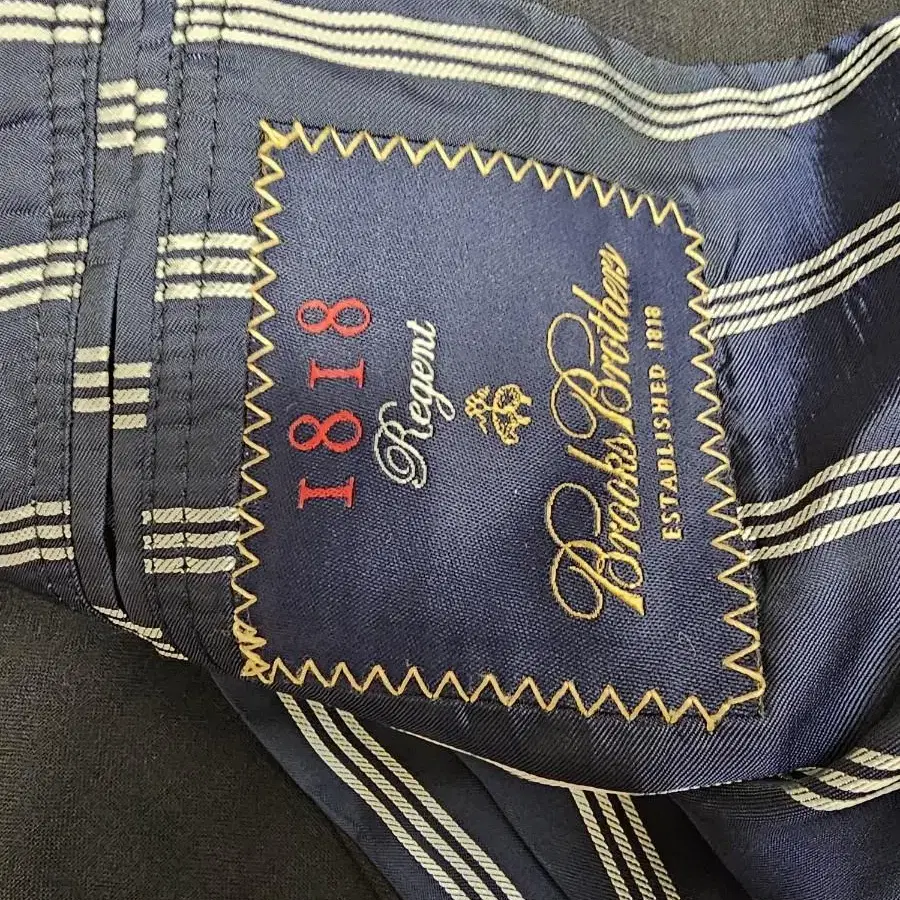 1818
Regent
Brooks Brothers
ESTABLISHED 1818